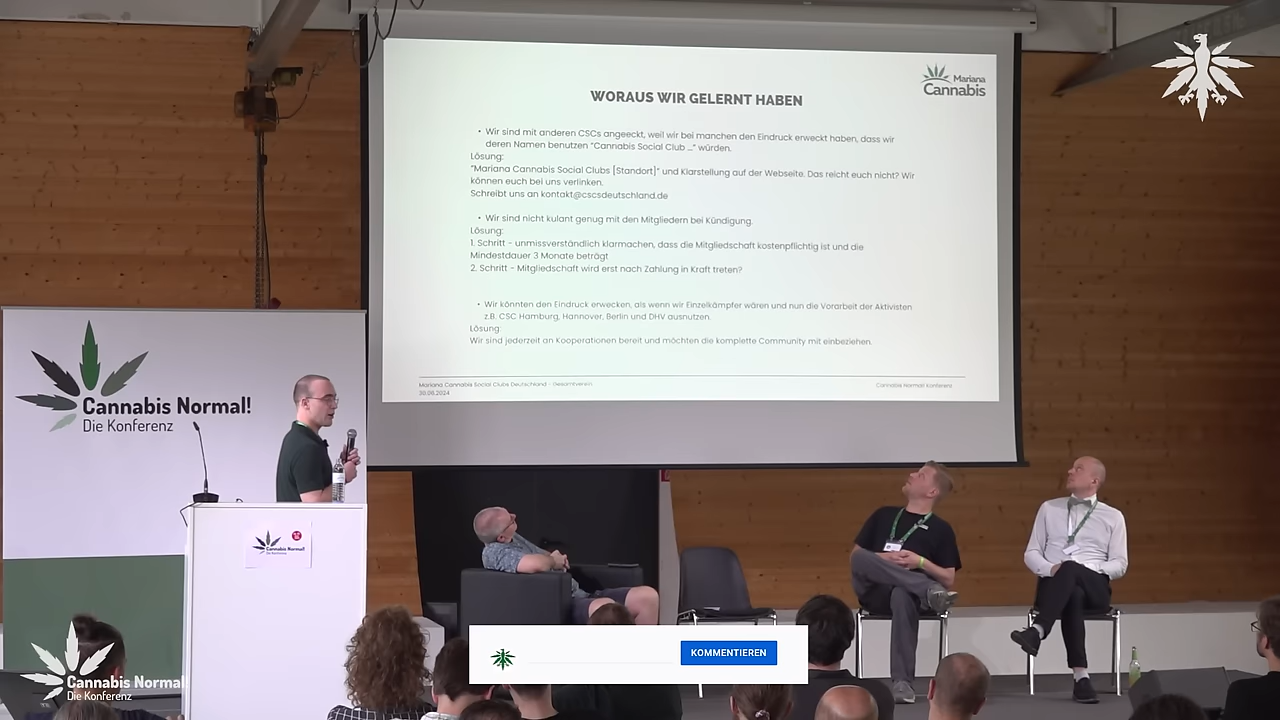 WORAUS WIR GELERNT HABEN
Mariana
Cannabis
• Wir sind mit anderen CSCs angeeckt, weil wir bei manchen den Eindruck erweckt haben, dass wir
deren Namen benutzen "Cannabis Social Club ..." würden.
Lösung:
"Mariana Cannabis Social Clubs [Standort]" und Klarstellung auf der Webseite. Das reicht euch nicht? Wir
können euch bei uns verlinken.
Schreibt uns an kontakt@cscsdeutschland.de
• Wir sind nicht kulant genug mit den Mitgliedern bei Kündigung.
Lösung:
1. Schritt - unmissverständlich klarmachen, dass die Mitgliedschaft kostenpflichtig ist und die
Mindestdauer 3 Monate beträgt
2. Schritt - Mitgliedschaft wird erst nach Zahlung in Kraft treten?
• Wir könnten den Eindruck erwecken, als wenn wir Einzelkämpfer wären und nun die Vorarbeit der Aktivisten
z.B. CSC Hamburg, Hannover, Berlin und DHV ausnutzen.
Lösung:
Wir sind jederzeit an Kooperationen bereit und möchten die komplette Community mit einbeziehen.
Mariana Cannabis Social Clubs Deutschland - Gesamtverein
30.06.2024
Cannabis Normal! Konferenz
Cannabis Normal!
Die Konferenz
Cannabis Normal!
KOMMENTIEREN
Cannabis Normal
Die Konferenz